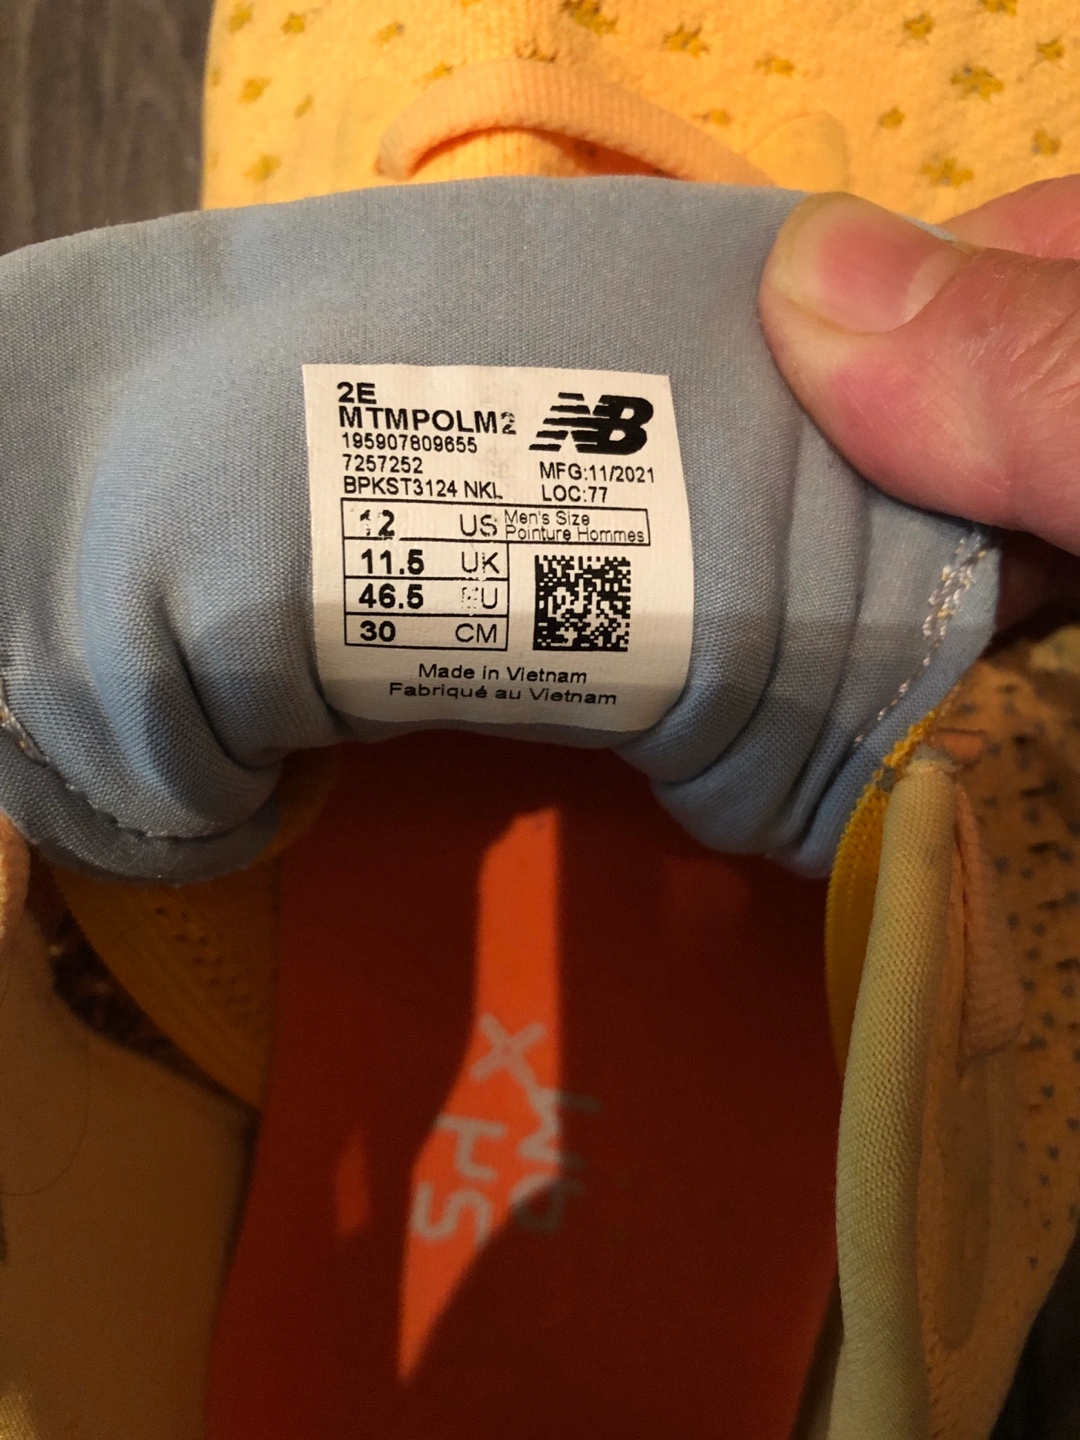 2E
MTMPOLM2
NB
195907809655
7257252
MFG:11/2021
BPKST3124 NKL
LOC:77
12 US Men's Size
Pointure Hommes
11.5 UK
46.5 EU
30 CM
Made in Vietnam
Fabriqué au Vietnam